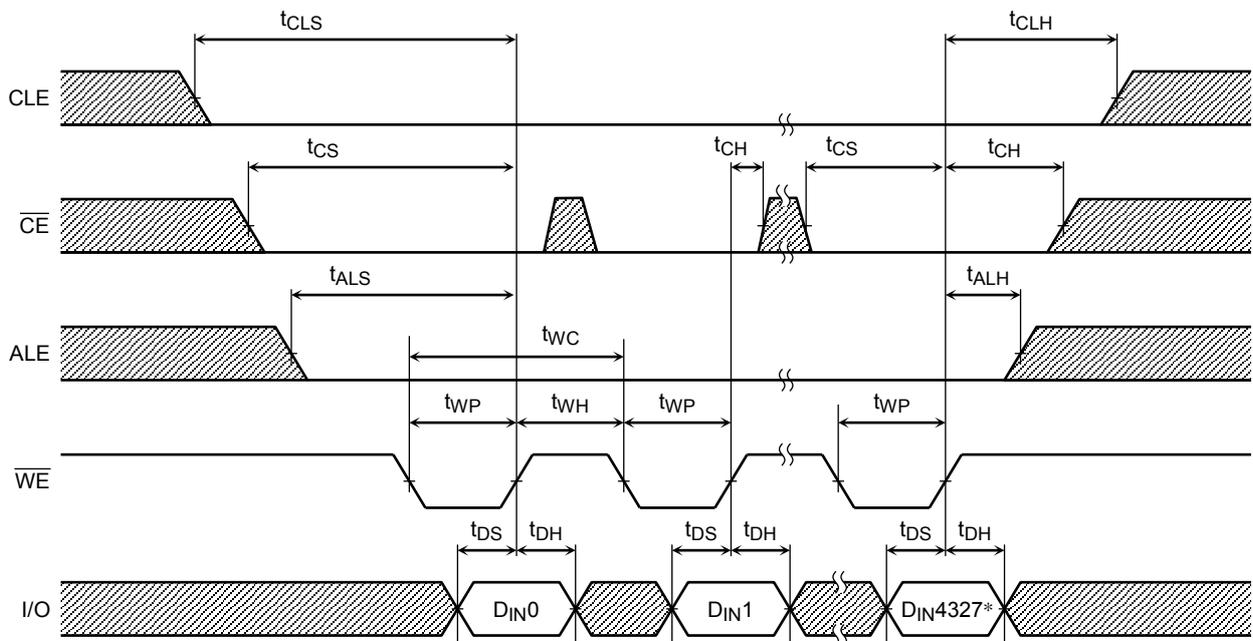 tCLS tCLH
CLE
tCS tCH tCS tCH
CE
tALS tALH
ALE
tWC
tWP tWH tWP tWP
WE
tDS tDH tDS tDH tDS tDH
I/O DIN0 DIN1 DIN4327*